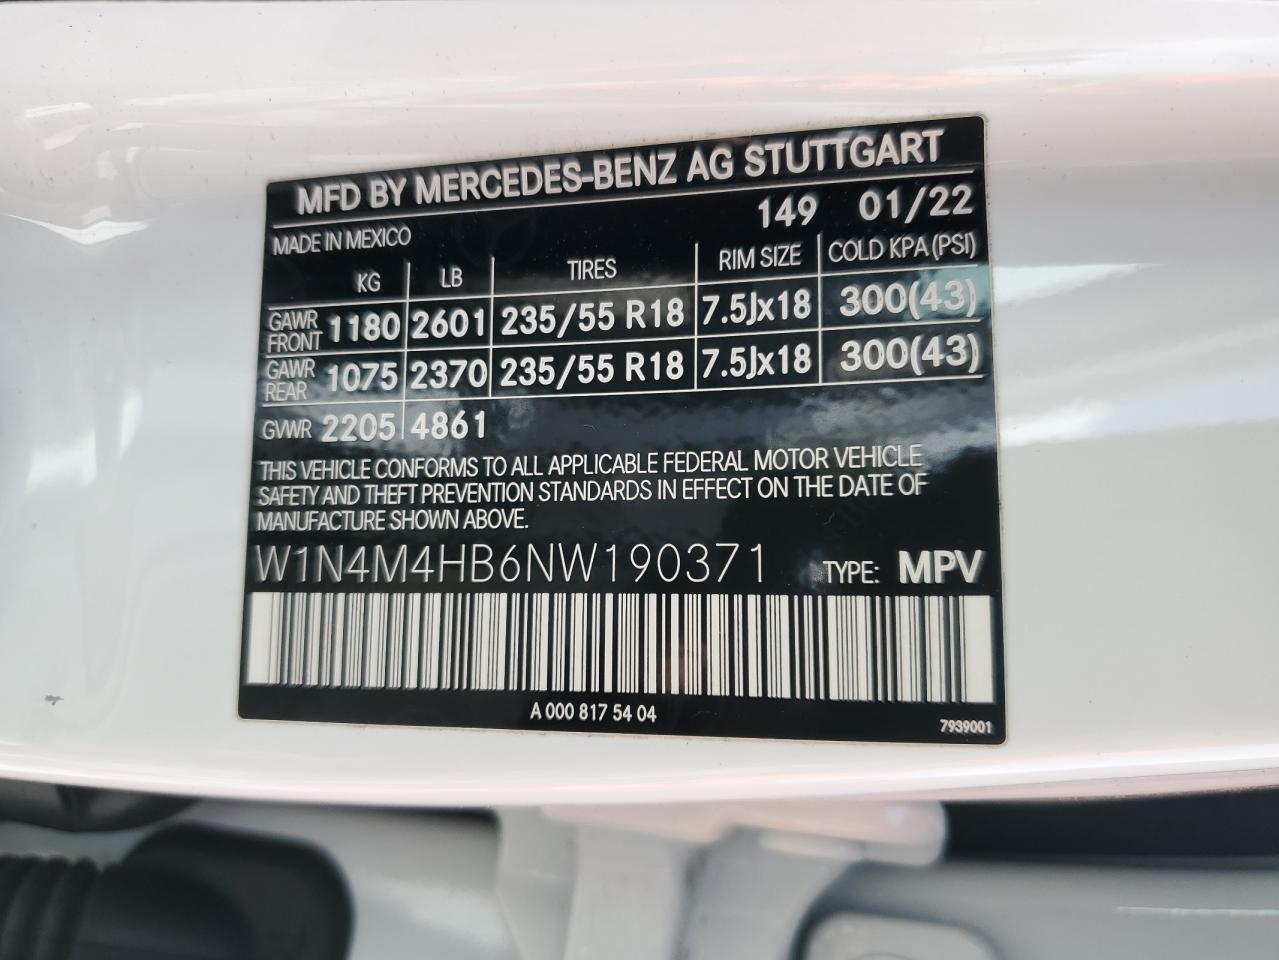 MFD BY MERCEDES-BENZ AG STUTTGART
149 01/22
MADE IN MEXICO
KG LB TIRES RIM SIZE COLD KPA (PSI)
GAWR FRONT 1180 2601 235/55 R18 7.5Jx18 300(43)
GAWR REAR 1075 2370 235/55 R18 7.5Jx18 300(43)
GVWR 2205 4861
THIS VEHICLE CONFORMS TO ALL APPLICABLE FEDERAL MOTOR VEHICLE
SAFETY AND THEFT PREVENTION STANDARDS IN EFFECT ON THE DATE OF
MANUFACTURE SHOWN ABOVE.
W1N4M4HB6NW190371 TYPE: MPV
A 000 817 54 04
7939001